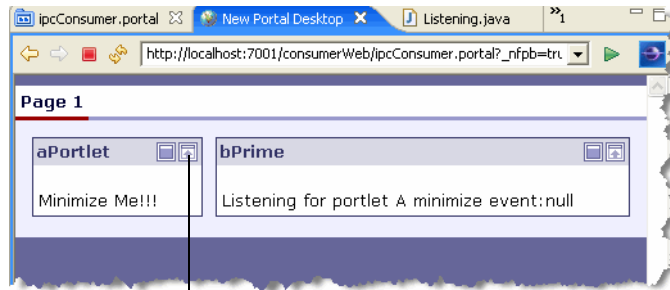 ipcConsumer.portal New Portal Desktop Listening.java »1
http://localhost:7001/consumerWeb/ipcConsumer.portal?_nfpb=tru
Page 1
aPortlet bPrime
Minimize Me!!! Listening for portlet A minimize event:null